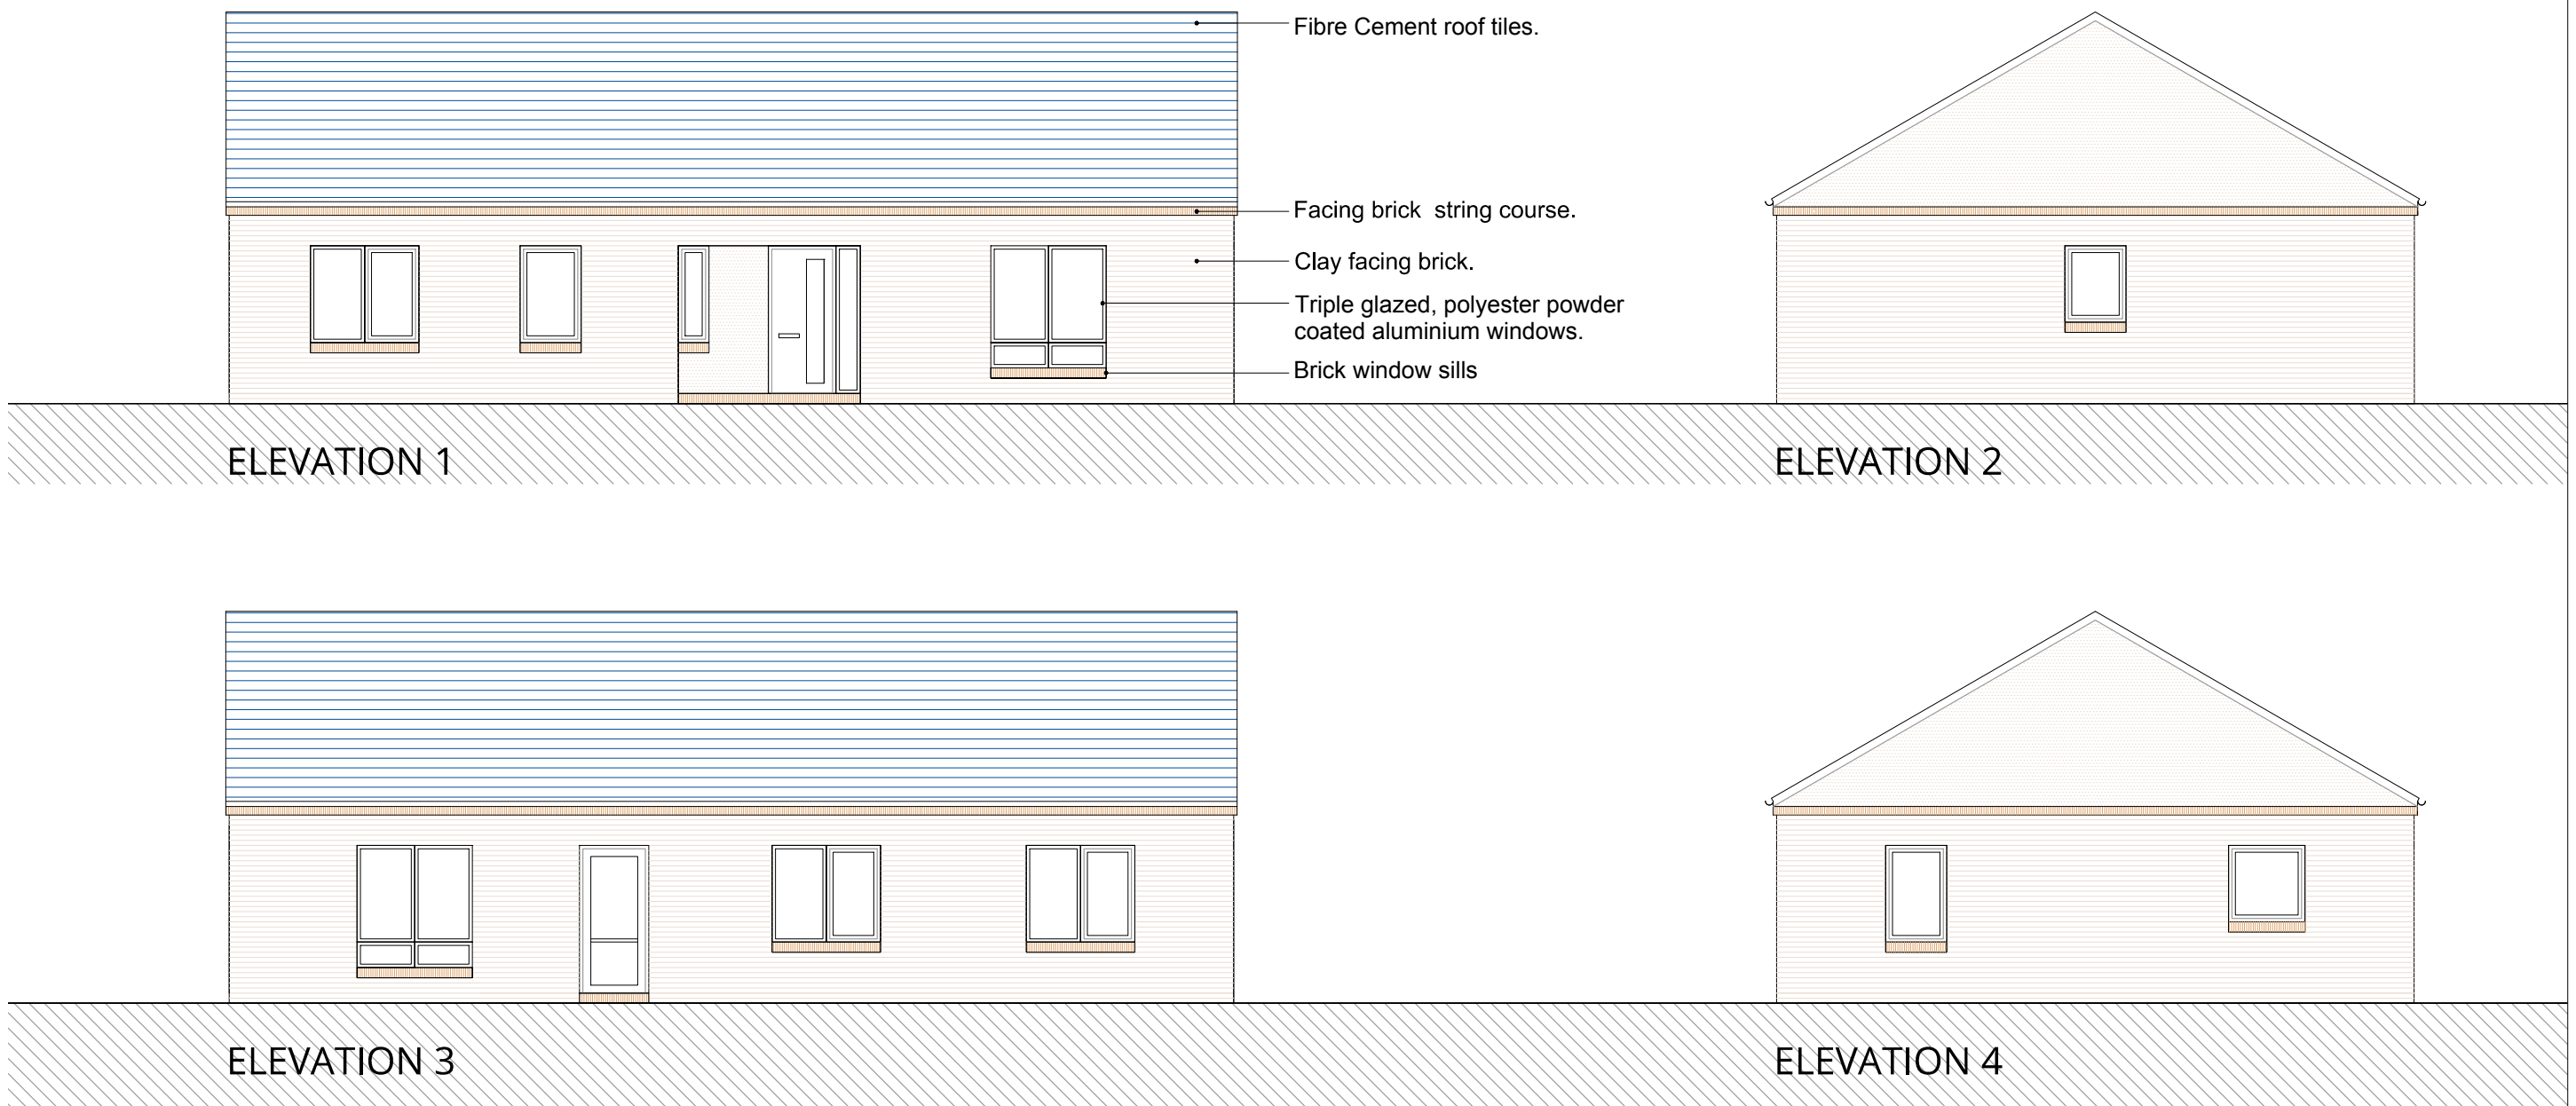 Fibre Cement roof tiles.
Facing brick  string course.
Clay facing brick.
Triple glazed, polyester powder
coated aluminium windows.
Brick window sills
ELEVATION 1
ELEVATION 2
ELEVATION 3
ELEVATION 4